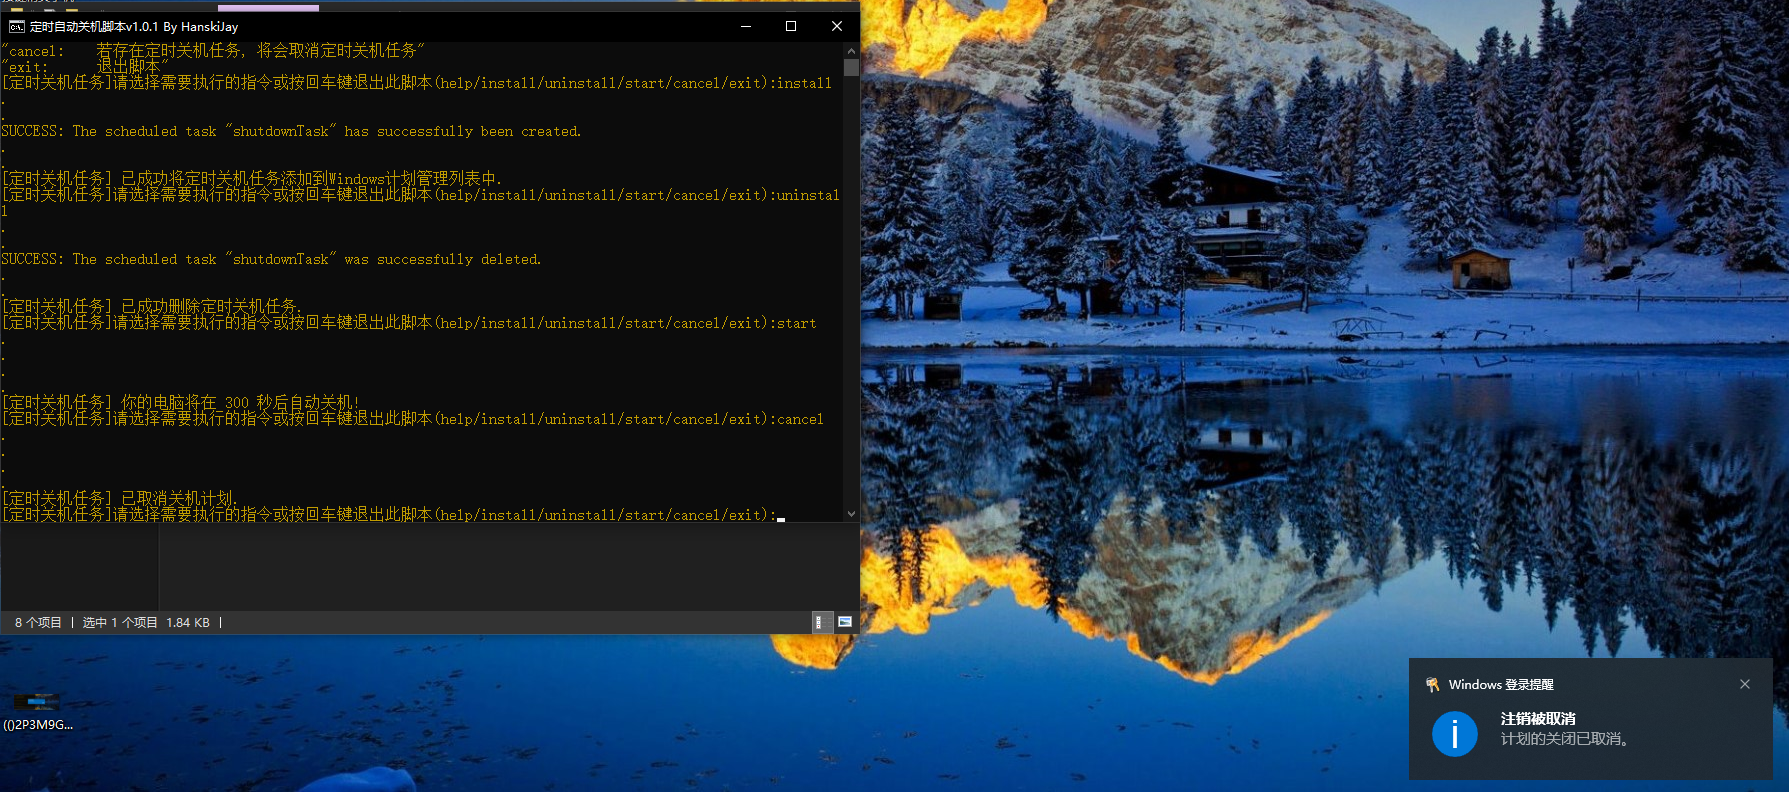 定时自动关机脚本v1.0.1 By HanskiJay
"cancel:    若存在定时关机任务, 将会取消定时关机任务"
"exit:      退出脚本"
[定时关机任务]请选择需要执行的指令或按回车键退出此脚本(help/install/uninstall/start/cancel/exit):install
.
.
SUCCESS: The scheduled task "shutdownTask" has successfully been created.
.
.
[定时关机任务] 已成功将定时关机任务添加到Windows计划管理列表中.
[定时关机任务]请选择需要执行的指令或按回车键退出此脚本(help/install/uninstall/start/cancel/exit):uninstal
l
.
.
SUCCESS: The scheduled task "shutdownTask" was successfully deleted.
.
.
[定时关机任务] 已成功删除定时关机任务.
[定时关机任务]请选择需要执行的指令或按回车键退出此脚本(help/install/uninstall/start/cancel/exit):start
.
.
.
.
[定时关机任务] 你的电脑将在 300 秒后自动关机!
[定时关机任务]请选择需要执行的指令或按回车键退出此脚本(help/install/uninstall/start/cancel/exit):cancel
.
.
.
.
[定时关机任务] 已取消关机计划.
[定时关机任务]请选择需要执行的指令或按回车键退出此脚本(help/install/uninstall/start/cancel/exit):
8 个项目 | 选中 1 个项目 1.84 KB |
(()2P3M9G...
Windows 登录提醒
注销被取消
计划的关闭已取消。